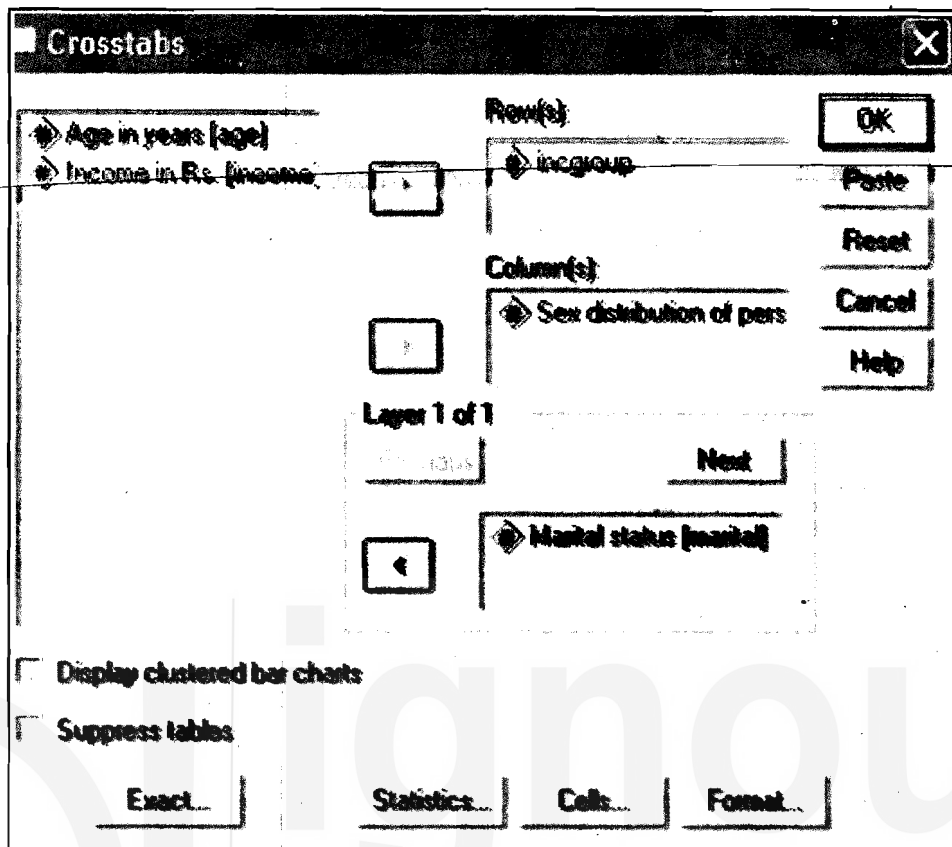 Crosstabs
Age in years [age]
Income in Rs. [income
Row(s):
incgroup
Column(s):
Sex distribution of pers
Layer 1 of 1
Next
Marital status [marital]
OK
Paste
Reset
Cancel
Help
Display clustered bar charts
Suppress tables
Exact...
Statistics...
Cells...
Format...
ignou